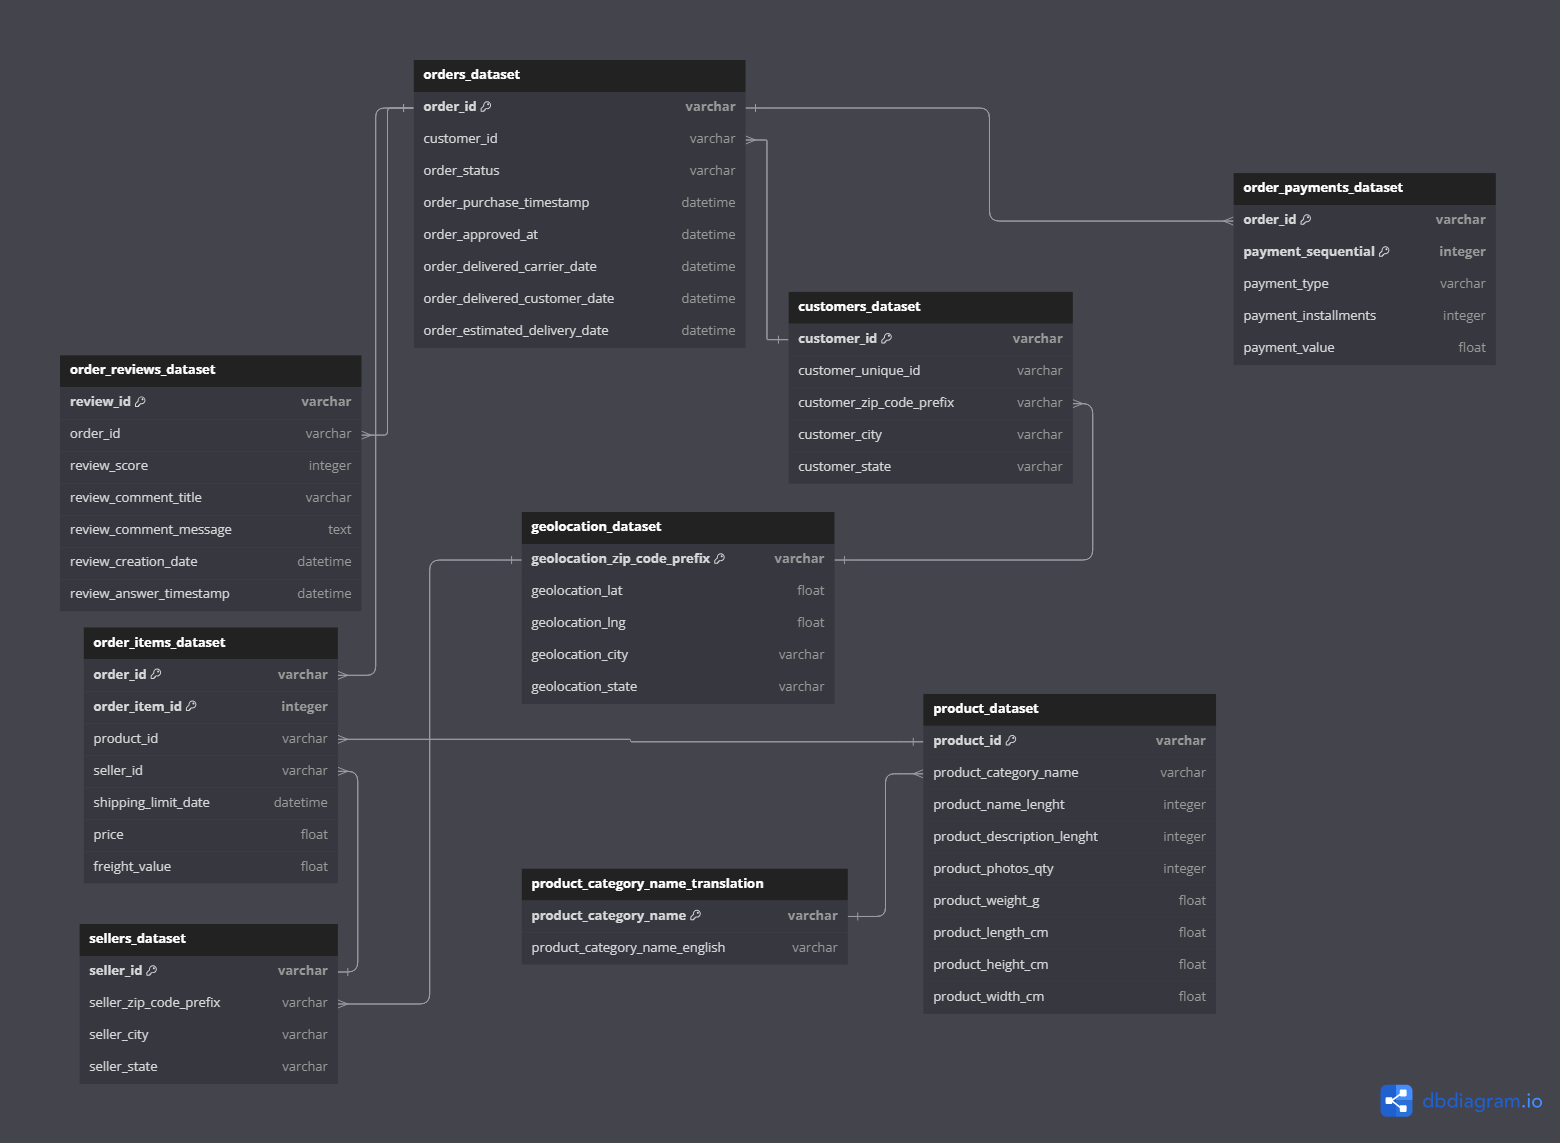 orders_dataset
order_id varchar
customer_id varchar
order_status varchar
order_purchase_timestamp datetime
order_approved_at datetime
order_delivered_carrier_date datetime
order_delivered_customer_date datetime
order_estimated_delivery_date datetime
order_payments_dataset
order_id varchar
payment_sequential integer
payment_type varchar
payment_installments integer
payment_value float
customers_dataset
customer_id varchar
customer_unique_id varchar
customer_zip_code_prefix varchar
customer_city varchar
customer_state varchar
order_reviews_dataset
review_id varchar
order_id varchar
review_score integer
review_comment_title varchar
review_comment_message text
review_creation_date datetime
review_answer_timestamp datetime
geolocation_dataset
geolocation_zip_code_prefix varchar
geolocation_lat float
geolocation_lng float
geolocation_city varchar
geolocation_state varchar
order_items_dataset
order_id varchar
order_item_id integer
product_id varchar
seller_id varchar
shipping_limit_date datetime
price float
freight_value float
product_dataset
product_id varchar
product_category_name varchar
product_name_lenght integer
product_description_lenght integer
product_photos_qty integer
product_weight_g float
product_length_cm float
product_height_cm float
product_width_cm float
product_category_name_translation
product_category_name varchar
product_category_name_english varchar
sellers_dataset
seller_id varchar
seller_zip_code_prefix varchar
seller_city varchar
seller_state varchar
dbdiagram.io